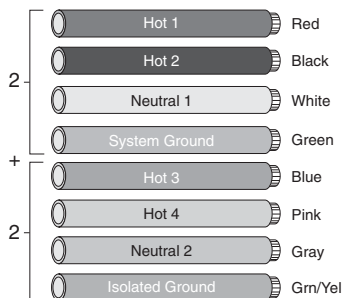 Hot 1 Red
Hot 2 Black
2
Neutral 1 White
System Ground Green
+
Hot 3 Blue
Hot 4 Pink
2
Neutral 2 Gray
Isolated Ground Grn/Yel